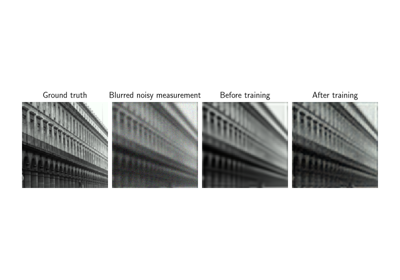 Ground truth
Blurred noisy measurement
Before training
After training